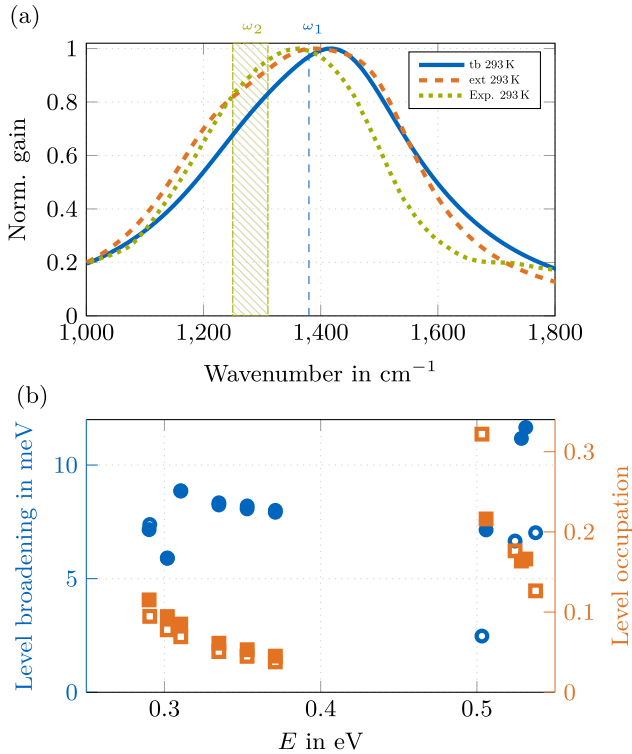 (a)
ω₂ ω₁
1
0.8
0.6
0.4
0.2
0
Norm. gain
tb 293 K
ext 293 K
Exp. 293 K
1,000 1,200 1,400 1,600 1,800
Wavenumber in cm⁻¹
(b)
10
5
0
Level broadening in meV
0.3
0.2
0.1
0
Level occupation
0.3 0.4 0.5
E in eV